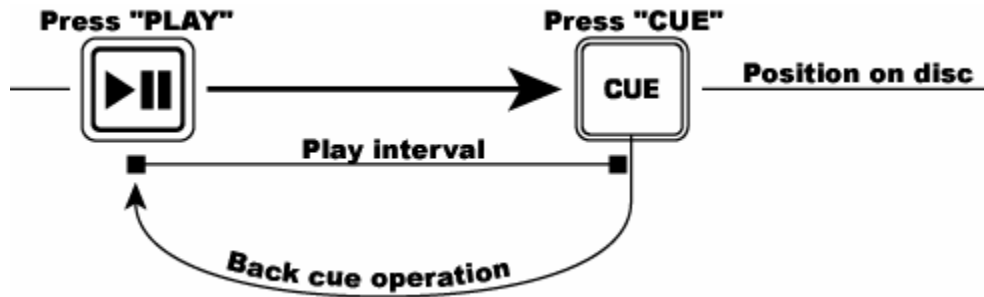 Press "PLAY"
Press "CUE"
CUE
Position on disc
Play interval
Back cue operation